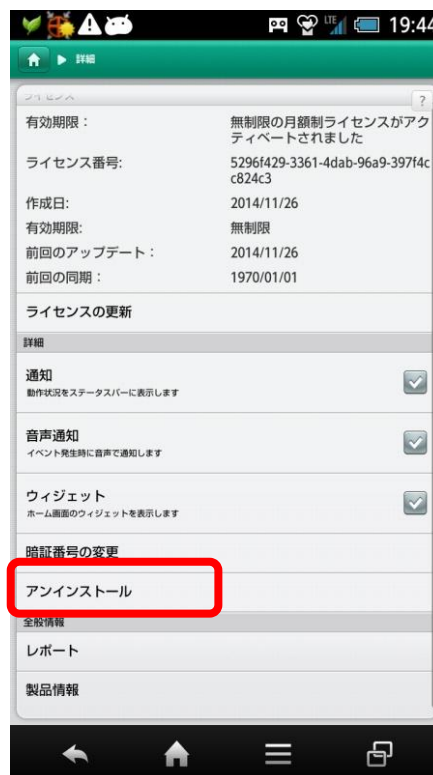 LTE 19:44
詳細
ライセンス
?
有効期限：
無制限の月額制ライセンスがアク
ティベートされました
ライセンス番号:
5296f429-3361-4dab-96a9-397f4c
c824c3
作成日:
2014/11/26
有効期限:
無制限
前回のアップデート：
2014/11/26
前回の同期：
1970/01/01
ライセンスの更新
詳細
通知
動作状況をステータスバーに表示します
音声通知
イベント発生時に音声で通知します
ウィジェット
ホーム画面のウィジェットを表示します
暗証番号の変更
アンインストール
全般情報
レポート
製品情報